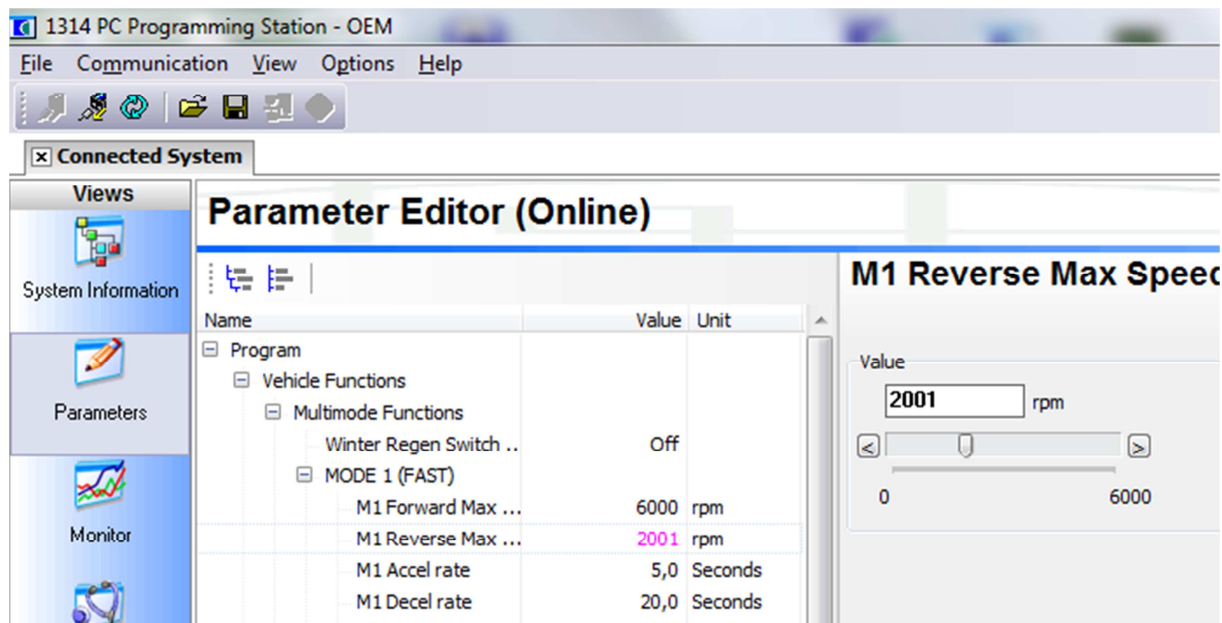 1314 PC Programming Station - OEM
File Communication View Options Help
Connected System
Views
System Information
Parameters
Monitor
Parameter Editor (Online)
Name Value Unit
Program
Vehicle Functions
Multimode Functions
Winter Regen Switch .. Off
MODE 1 (FAST)
M1 Forward Max ... 6000 rpm
M1 Reverse Max ... 2001 rpm
M1 Accel rate 5,0 Seconds
M1 Decel rate 20,0 Seconds
M1 Reverse Max Speed
Value
2001 rpm
< >
0 6000